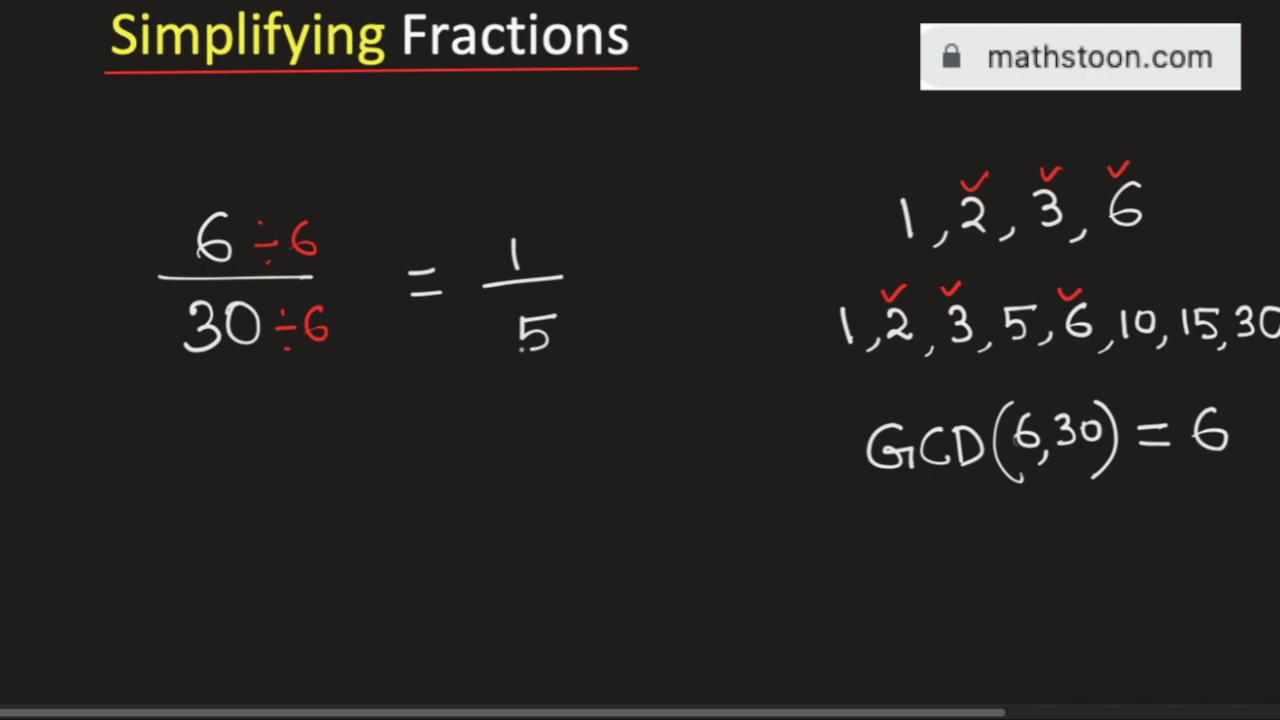 Simplifying Fractions
mathstoon.com
6 ÷ 6
30 ÷ 6
=
1
5
1, 2, 3, 6
1, 2, 3, 5, 6, 10, 15, 30
GCD(6,30) = 6